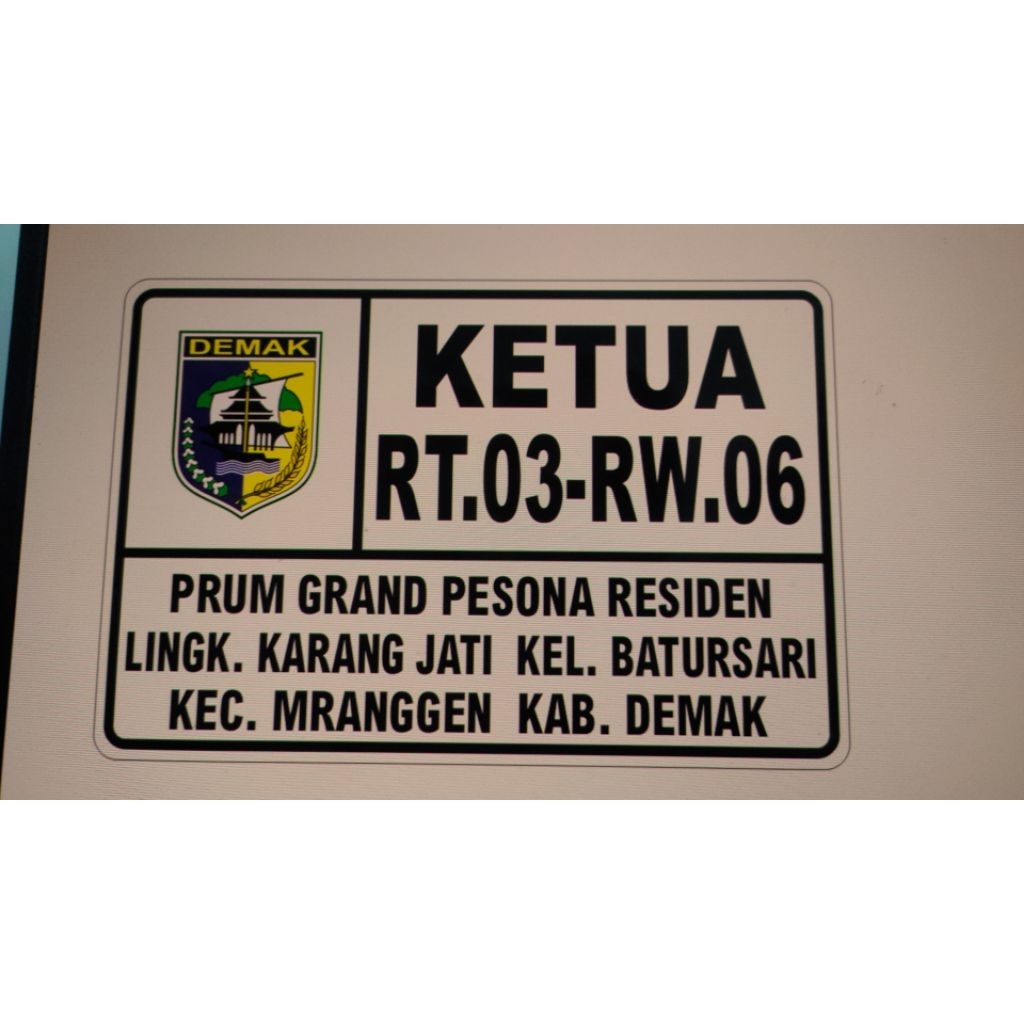 DEMAK
KETUA
RT.03-RW.06
PRUM GRAND PESONA RESIDEN
LINGK. KARANG JATI KEL. BATURSARI
KEC. MRANGGEN KAB. DEMAK